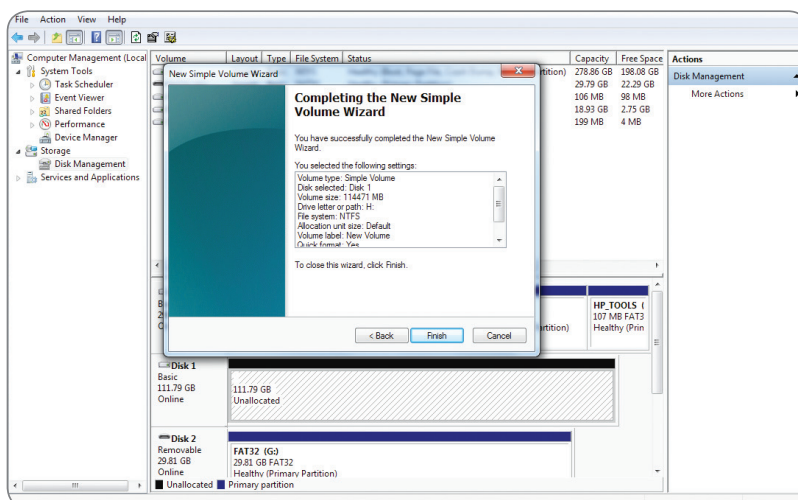 File Action View Help
Computer Management (Local
System Tools
Task Scheduler
Event Viewer
Shared Folders
Performance
Device Manager
Storage
Disk Management
Services and Applications
Volume Layout Type File System Status Capacity Free Space
rtition) 278.86 GB 198.08 GB
29.79 GB 22.29 GB
106 MB 98 MB
18.93 GB 2.75 GB
199 MB 4 MB
Actions
Disk Management
More Actions
New Simple Volume Wizard
Completing the New Simple
Volume Wizard
You have successfully completed the New Simple Volume
Wizard.
You selected the following settings:
Volume type: Simple Volume
Disk selected: Disk 1
Volume size: 114471 MB
Drive letter or path: H:
File system: NTFS
Allocation unit size: Default
Volume label: New Volume
Quick format: Yes
To close this wizard, click Finish.
< Back Finish Cancel
artition)
HP_TOOLS (
107 MB FAT3
Healthy (Prin
Disk 1
Basic
111.79 GB
Online
111.79 GB
Unallocated
Disk 2
Removable
29.81 GB
Online
FAT32 (G:)
29.81 GB FAT32
Healthy (Primary Partition)
Unallocated Primary partition